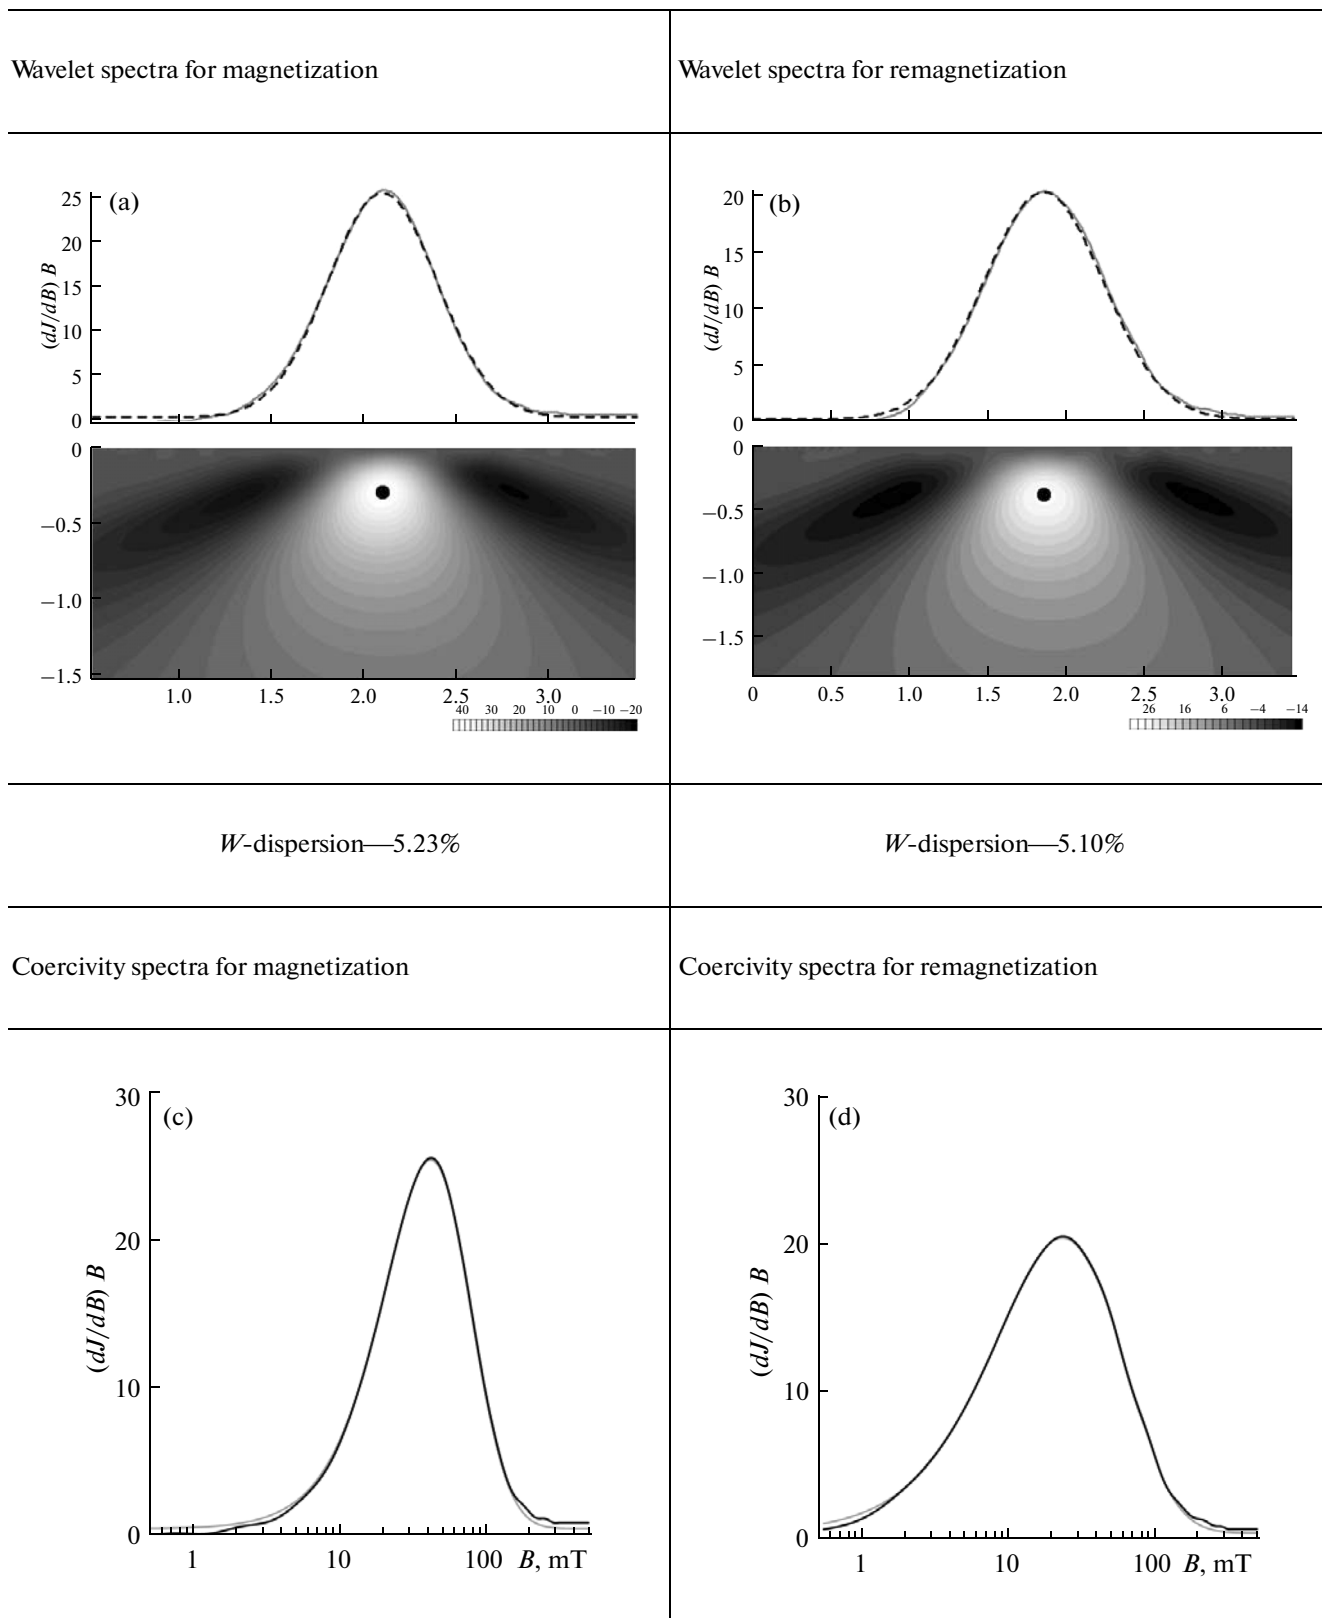 Wavelet spectra for magnetization
Wavelet spectra for remagnetization
(a)
25
20
15
10
5
0
(dJ/dB) B
1.0 1.5 2.0 2.5 3.0
0
−0.5
−1.0
−1.5
40 30 20 10 0 −10 −20
(b)
20
15
10
5
0
(dJ/dB) B
0
−0.5
−1.0
−1.5
0 0.5 1.0 1.5 2.0 2.5 3.0
26 16 6 −4 −14
W-dispersion—5.23%
W-dispersion—5.10%
Coercivity spectra for magnetization
Coercivity spectra for remagnetization
(c)
30
20
10
0
(dJ/dB) B
1 10 100 B, mT
(d)
30
20
10
0
(dJ/dB) B
1 10 100 B, mT